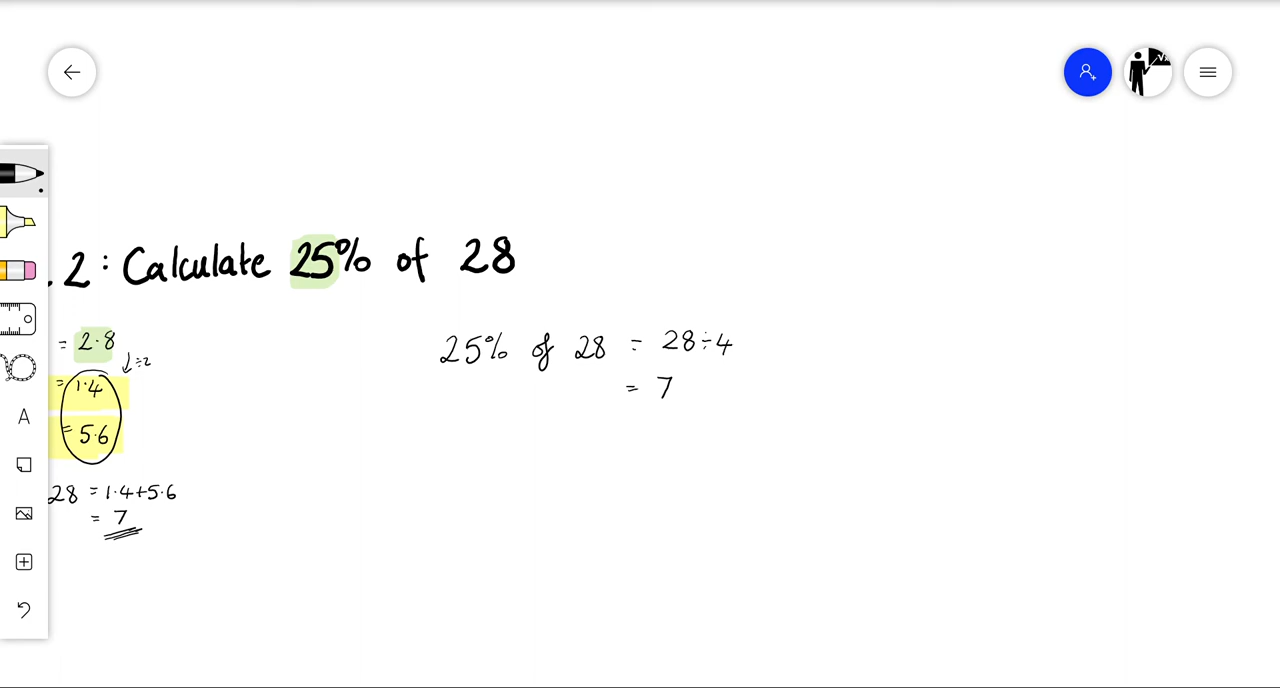 . 2 : Calculate 25% of 28
= 2.8
÷2
= 1.4
= 5.6
28 = 1.4+5.6
= 7
25% of 28 = 28÷4
= 7
A